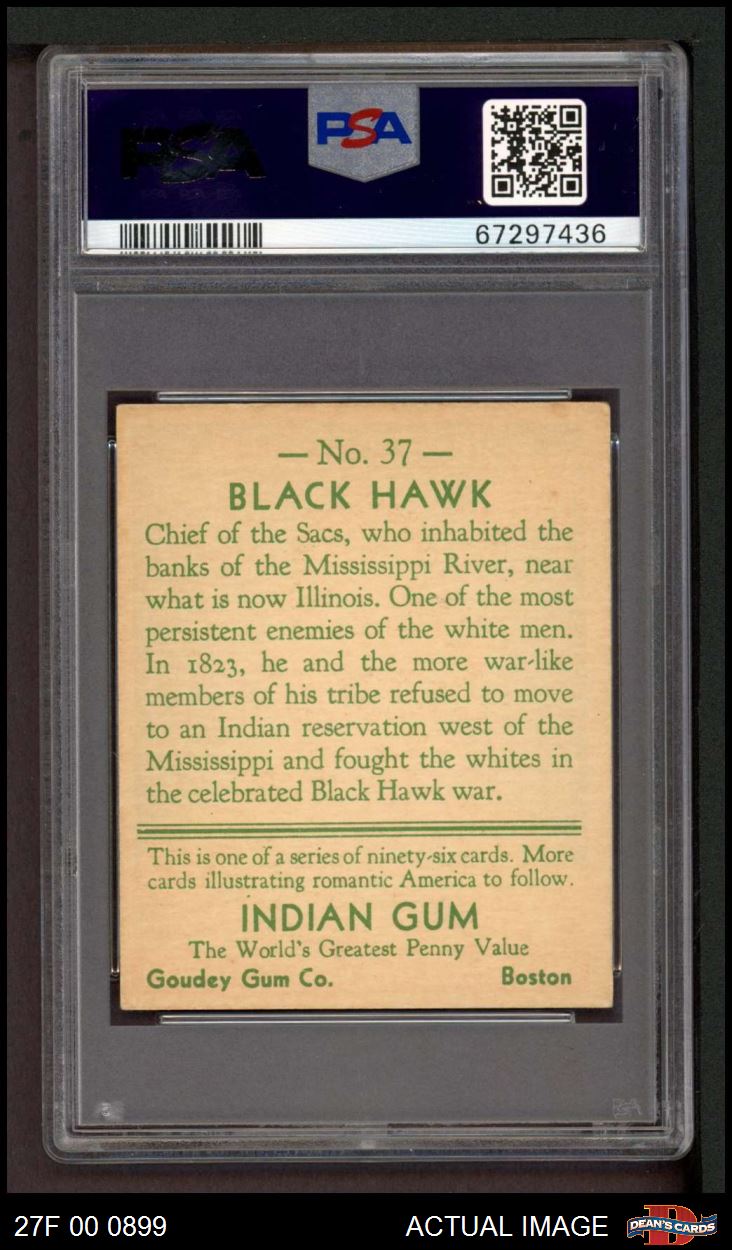 PSA
PSA
67297436
— No. 37 —
BLACK HAWK
Chief of the Sacs, who inhabited the
banks of the Mississippi River, near
what is now Illinois. One of the most
persistent enemies of the white men.
In 1823, he and the more war-like
members of his tribe refused to move
to an Indian reservation west of the
Mississippi and fought the whites in
the celebrated Black Hawk war.
This is one of a series of ninety-six cards. More
cards illustrating romantic America to follow.
INDIAN GUM
The World's Greatest Penny Value
Goudey Gum Co. Boston
PSA
27F 00 0899 ACTUAL IMAGE DEAN'S CARDS